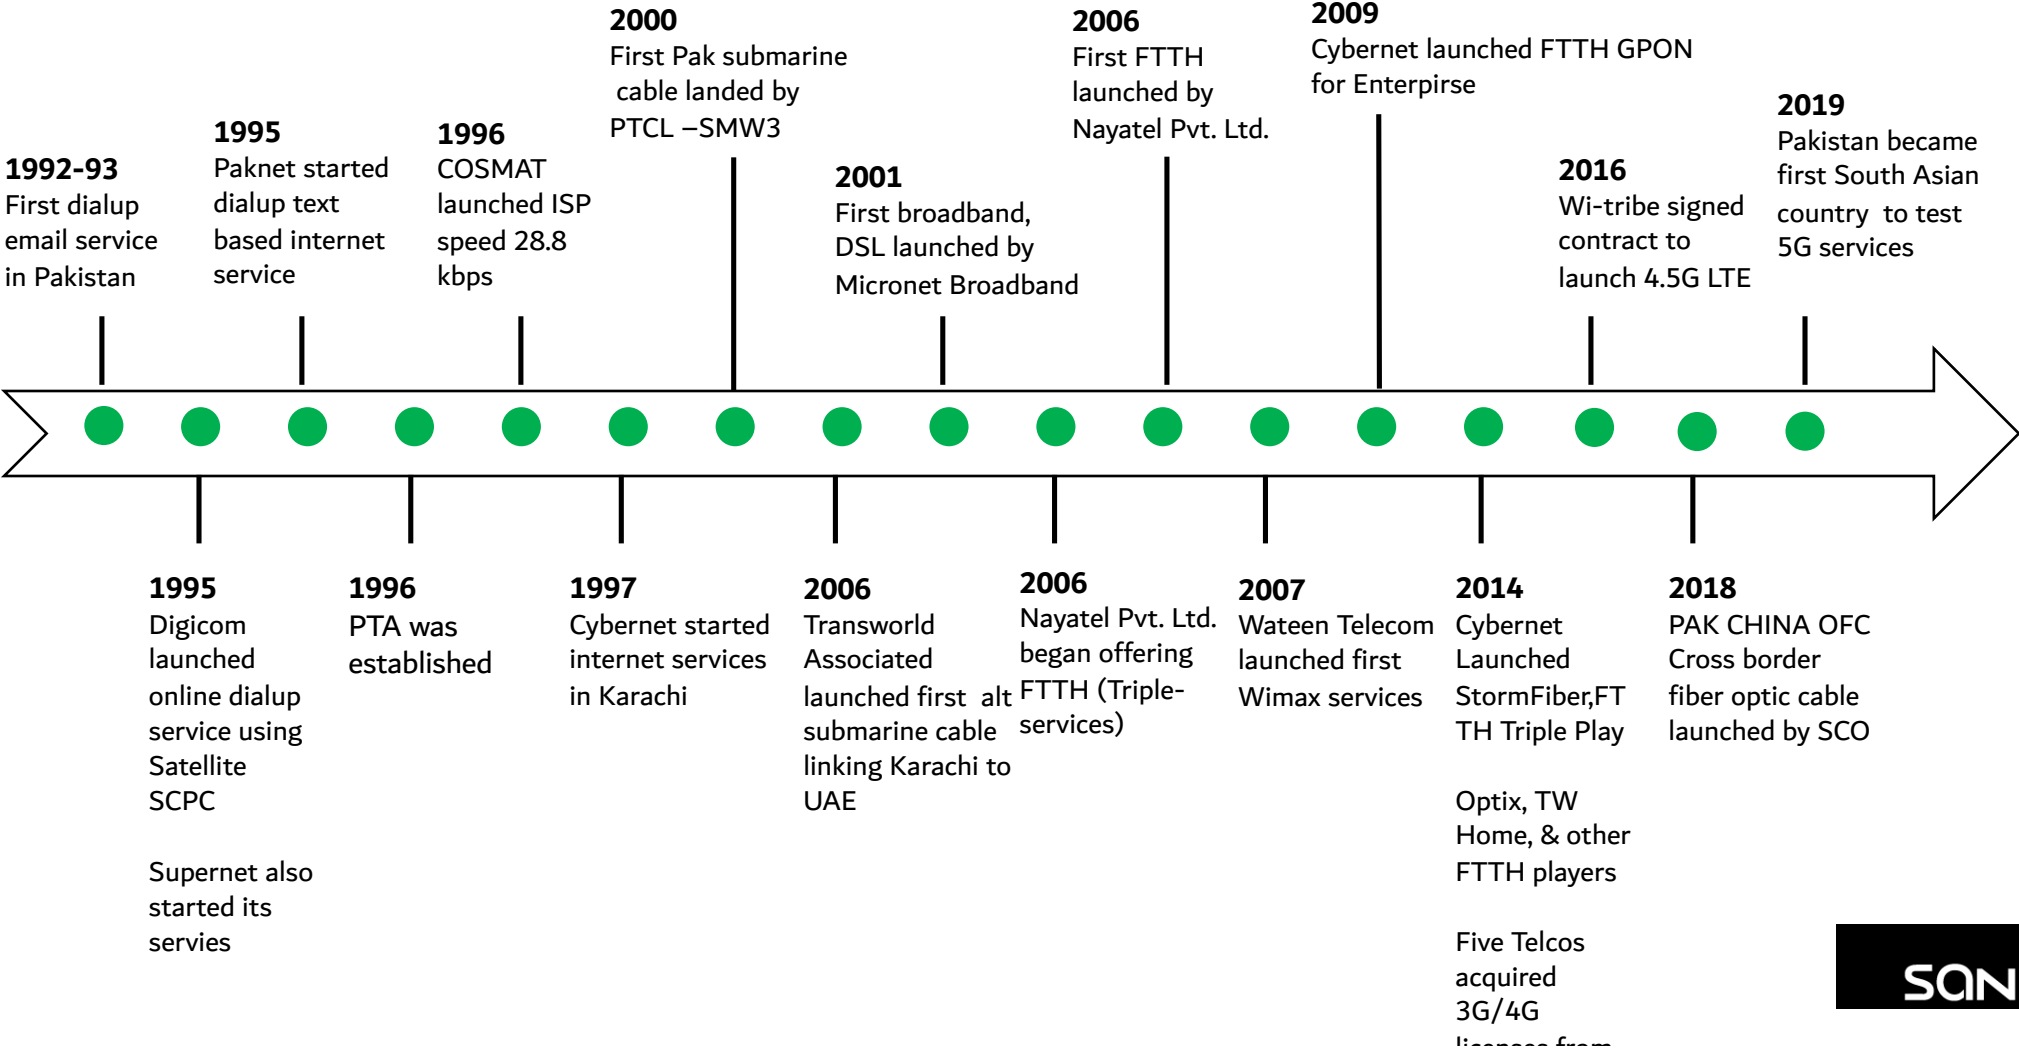 1992-93
First dialup
email service
in Pakistan
1995
Paknet started
dialup text
based internet
service
1996
COSMAT
launched ISP
speed 28.8
kbps
2000
First Pak submarine
cable landed by
PTCL –SMW3
2001
First broadband,
DSL launched by
Micronet Broadband
2006
First FTTH
launched by
Nayatel Pvt. Ltd.
2009
Cybernet launched FTTH GPON
for Enterpirse
2016
Wi-tribe signed
contract to
launch 4.5G LTE
2019
Pakistan became
first South Asian
country to test
5G services
1995
Digicom
launched
online dialup
service using
Satellite
SCPC
Supernet also
started its
servies
1996
PTA was
established
1997
Cybernet started
internet services
in Karachi
2006
Transworld
Associated
launched first alt
submarine cable
linking Karachi to
UAE
2006
Nayatel Pvt. Ltd.
began offering
FTTH (Triple-
services)
2007
Wateen Telecom
launched first
Wimax services
2014
Cybernet
Launched
StormFiber,FT
TH Triple Play
Optix, TW
Home, & other
FTTH players
Five Telcos
acquired
3G/4G
licenses from
2018
PAK CHINA OFC
Cross border
fiber optic cable
launched by SCO
SAN